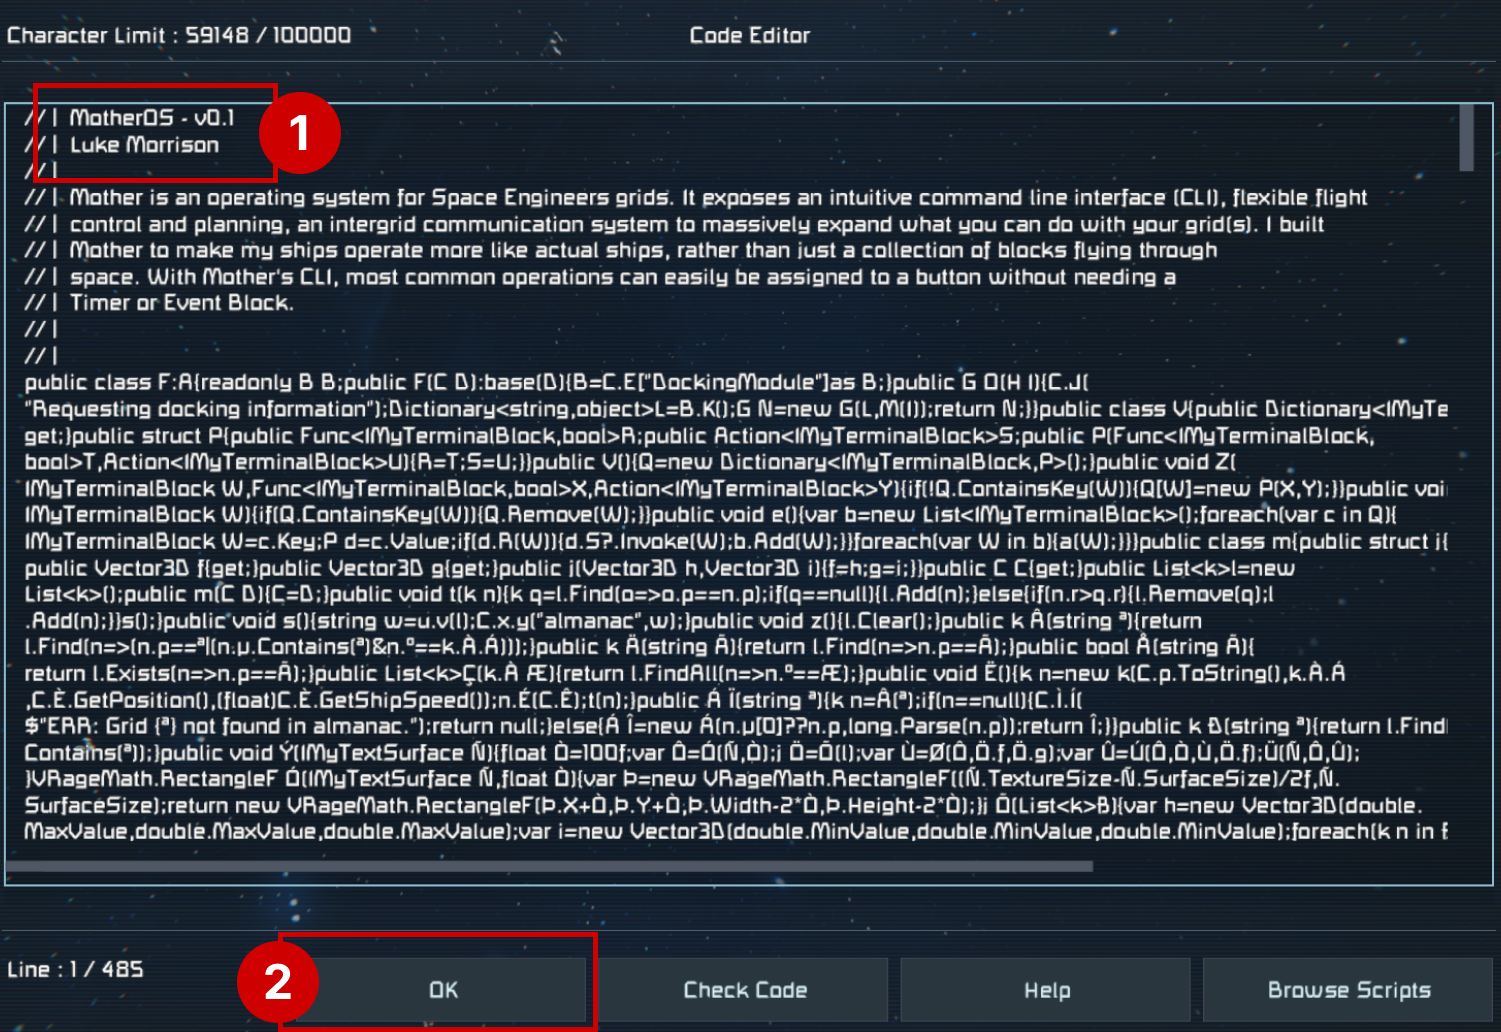 Character Limit : 59148 / 100000
Code Editor
// | MotherOS - v0.1
1
// | Luke Morrison
// |
// | Mother is an operating system for Space Engineers grids. It exposes an intuitive command line interface (CLI), flexible flight
// | control and planning, an intergrid communication system to massively expand what you can do with your grid(s). I built
// | Mother to make my ships operate more like actual ships, rather than just a collection of blocks flying through
// | space. With Mother's CLI, most common operations can easily be assigned to a button without needing a
// | Timer or Event Block.
// |
// |
public class F:A{readonly B B;public F(C D):base(D){B=C.E["DockingModule"]as B;}public G O(H I){C.J(
"Requesting docking information");Dictionary<string,object>L=B.K();G N=new G(L,M(I));return N;}}public class V{public Dictionary<IMyTe
get;}public struct P{public Func<IMyTerminalBlock,bool>R;public Action<IMyTerminalBlock>S;public P(Func<IMyTerminalBlock,
bool>T,Action<IMyTerminalBlock>U){R=T;S=U;}}public V(){Q=new Dictionary<IMyTerminalBlock,P>();}public void Z(
IMyTerminalBlock W,Func<IMyTerminalBlock,bool>X,Action<IMyTerminalBlock>Y){if(!Q.ContainsKey(W)){Q[W]=new P(X,Y);}}public voi
IMyTerminalBlock W){if(Q.ContainsKey(W)){Q.Remove(W);}}public void e(){var b=new List<IMyTerminalBlock>();foreach(var c in Q){
IMyTerminalBlock W=c.Key;P d=c.Value;if(d.R(W)){d.S?.Invoke(W);b.Add(W);}}foreach(var W in b){a(W);}}}public class m{public struct j{
public Vector3D f{get;}public Vector3D g{get;}public j(Vector3D h,Vector3D i){f=h;g=i;}}public C C{get;}public List<k>l=new
List<k>();public m(C D){C=D;}public void t(k n){k q=l.Find(o=>o.p==n.p);if(q==null){l.Add(n);}else{if(n.r>q.r){l.Remove(q);l
.Add(n);}}s();}public void s(){string w=u.v(l);C.x.y("almanac",w);}public void z(){l.Clear();}public k Â(string ª){return
l.Find(n=>(n.p==ª||(n.µ.Contains(ª)&n.º==k.À.Á)));}public k Ä(string Ã){return l.Find(n=>n.p==Ã);}public bool Å(string Ã){
return l.Exists(n=>n.p==Ã);}public List<k>Ç(k.À Æ){return l.FindAll(n=>n.º==Æ);}public void Ë(){k n=new k(C.p.ToString(),k.À.Á
,C.È.GetPosition(),(float)C.È.GetShipSpeed());n.É(C.Ê);t(n);}public Á Ï(string ª){k n=Â(ª);if(n==null){C.Ì.Í(
$"ERR: Grid {ª} not found in almanac.");return null;}else{Á Î=new Á(n.µ[0]??n.p,long.Parse(n.p));return Î;}}public k Ð(string ª){return l.Find
Contains(ª));}public void Ý(IMyTextSurface Ñ){float Ò=100f;var Ô=Ó(Ñ,Ò);j Ö=Õ(l);var Ù=Ø(Ô,Ö.f,Ö.g);var Û=Ú(Ô,Ò,Ù,Ö.f);Ü(Ñ,Ô,Û);
}VRageMath.RectangleF Ó(IMyTextSurface Ñ,float Ò){var Þ=new VRageMath.RectangleF((Ñ.TextureSize-Ñ.SurfaceSize)/2f,Ñ.
SurfaceSize);return new VRageMath.RectangleF(Þ.X+Ò,Þ.Y+Ò,Þ.Width-2*Ò,Þ.Height-2*Ò);}j Õ(List<k>ß){var h=new Vector3D(double.
MaxValue,double.MaxValue,double.MaxValue);var i=new Vector3D(double.MinValue,double.MinValue,double.MinValue);foreach(k n in
Line : 1 / 485
2
OK
Check Code
Help
Browse Scripts